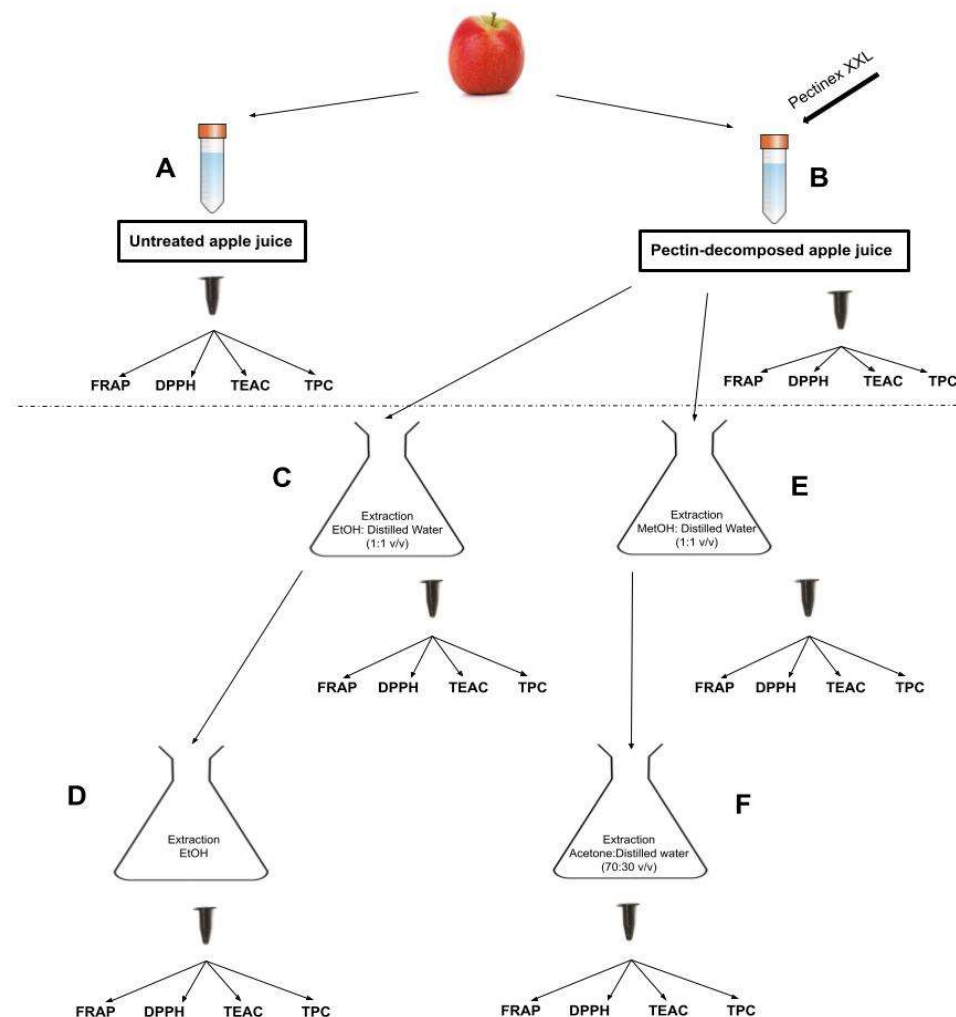 Pectinex XXL
A
B
Untreated apple juice
Pectin-decomposed apple juice
FRAP DPPH TEAC TPC
FRAP DPPH TEAC TPC
C
E
Extraction
EtOH: Distilled Water
(1:1 v/v)
Extraction
MetOH: Distilled Water
(1:1 v/v)
FRAP DPPH TEAC TPC
FRAP DPPH TEAC TPC
D
F
Extraction
EtOH
Extraction
Acetone:Distilled water
(70:30 v/v)
FRAP DPPH TEAC TPC
FRAP DPPH TEAC TPC